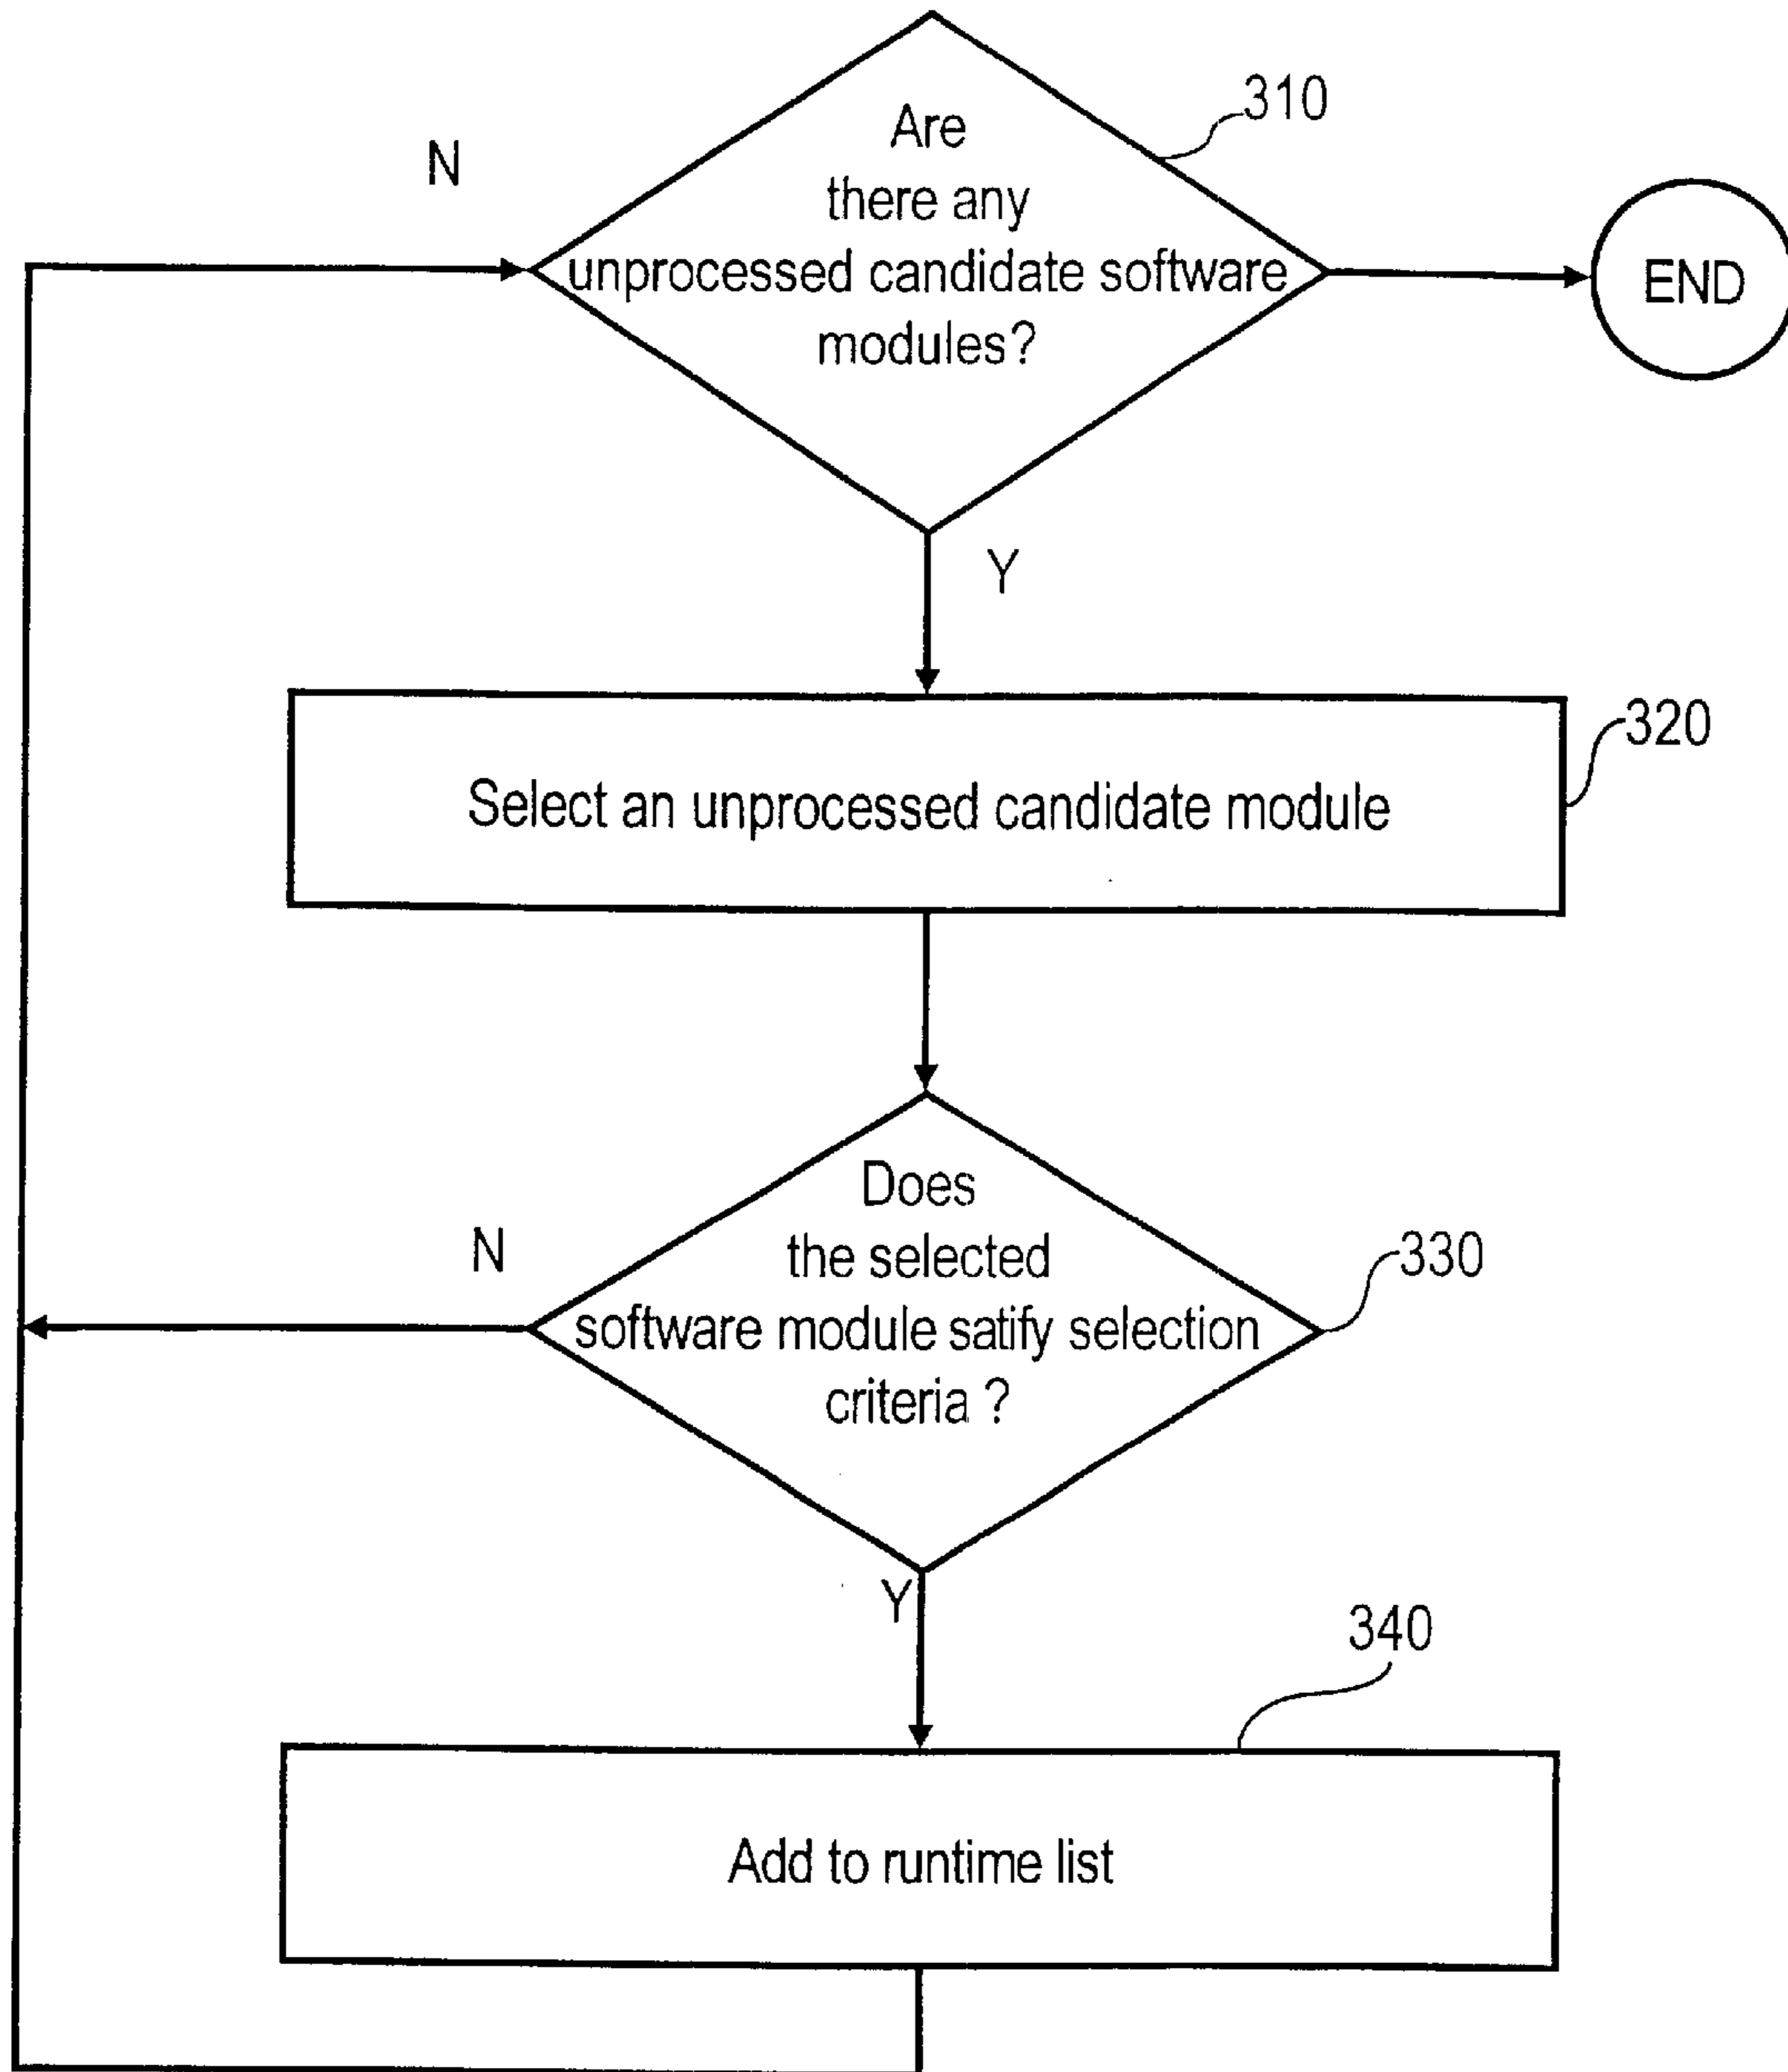 310
N
Are
there any
unprocessed candidate software
modules?
END
Y
320
Select an unprocessed candidate module
Does
the selected
software module satify selection
criteria ?
N
330
Y
340
Add to runtime list